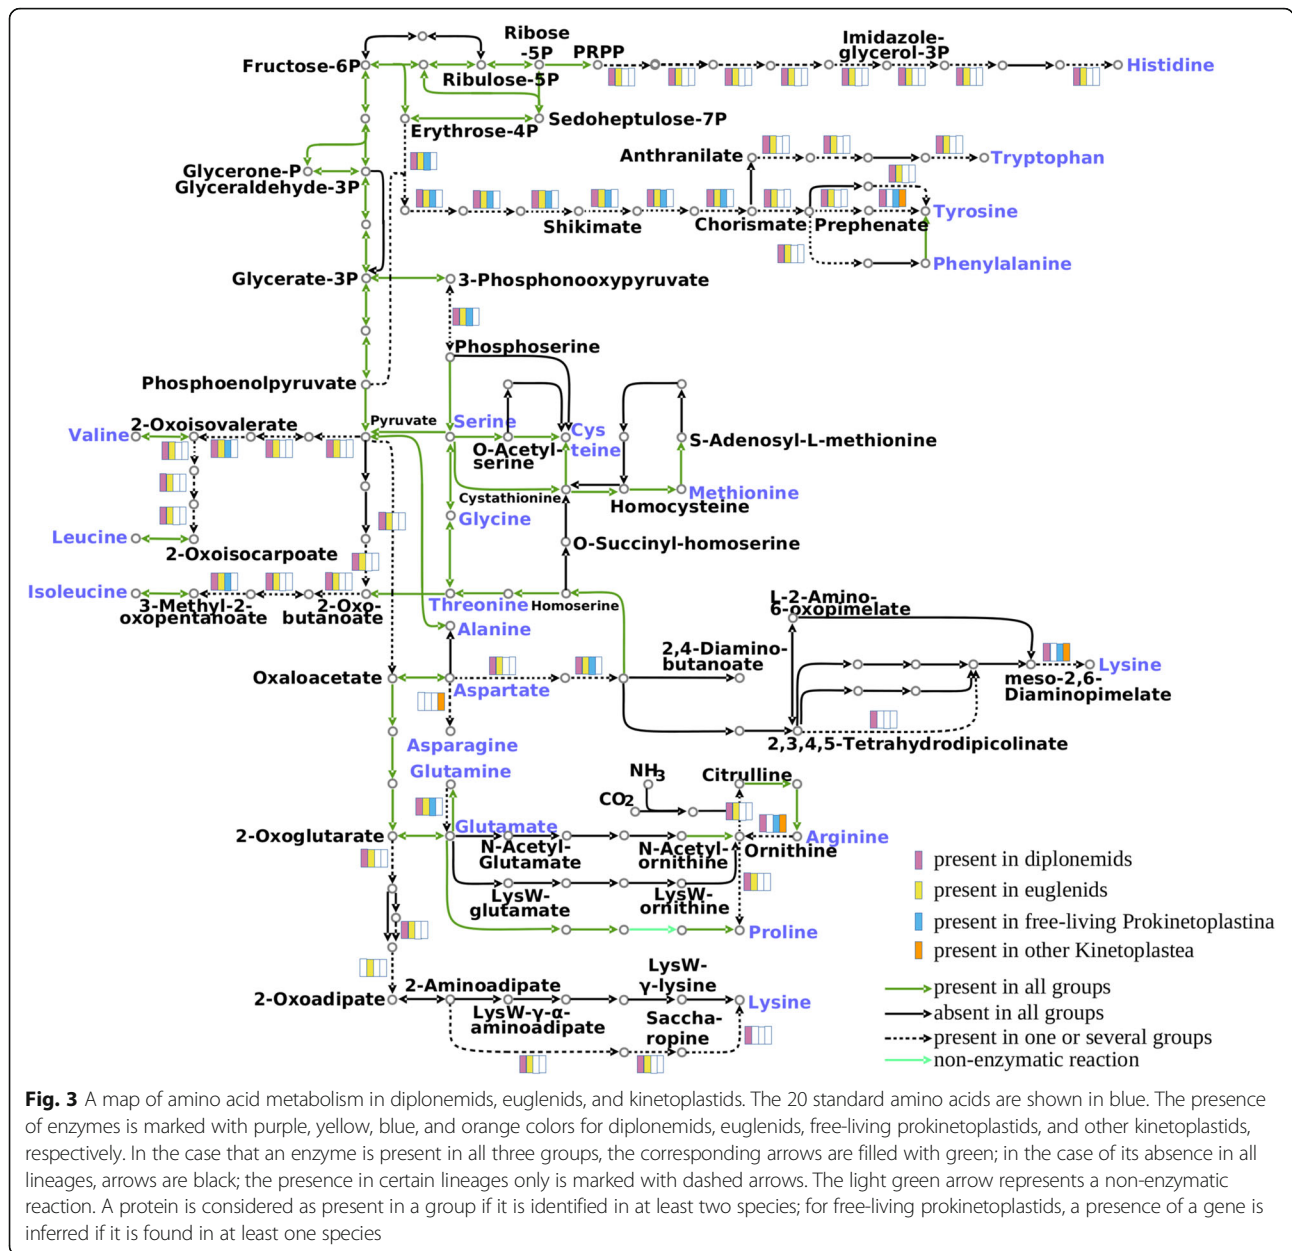 Ribose
-5P
PRPP
Imidazole-
glycerol-3P
Fructose-6P
Ribulose-5P
Histidine
Erythrose-4P
Sedoheptulose-7P
Glycerone-P
Glyceraldehyde-3P
Anthranilate
Tryptophan
Shikimate
Chorismate
Prephenate
Tyrosine
Phenylalanine
Glycerate-3P
3-Phosphonooxypyruvate
Phosphoserine
Phosphoenolpyruvate
Pyruvate
Valine
2-Oxoisovalerate
Serine
O-Acetyl-
serine
Cys
teine
S-Adenosyl-L-methionine
Cystathionine
Homocysteine
Methionine
Glycine
Leucine
2-Oxoisocarpoate
O-Succinyl-homoserine
Isoleucine
3-Methyl-2-
oxopentanoate
2-Oxo-
butanoate
Threonine
Homoserine
Alanine
L-2-Amino-
6-oxopimelate
2,4-Diamino-
butanoate
Oxaloacetate
Aspartate
Lysine
meso-2,6-
Diaminopimelate
Asparagine
2,3,4,5-Tetrahydrodipicolinate
Glutamine
NH3
CO2
Citrulline
2-Oxoglutarate
Glutamate
N-Acetyl-
Glutamate
N-Acetyl-
ornithine
Ornithine
Arginine
LysW-
glutamate
LysW-
ornithine
Proline
2-Oxoadipate
2-Aminoadipate
LysW-γ-α-
aminoadipate
LysW-
γ-lysine
Saccha-
ropine
Lysine
present in diplonemids
present in euglenids
present in free-living Prokinetoplastina
present in other Kinetoplastea
present in all groups
absent in all groups
present in one or several groups
non-enzymatic reaction
Fig. 3 A map of amino acid metabolism in diplonemids, euglenids, and kinetoplastids. The 20 standard amino acids are shown in blue. The presence
of enzymes is marked with purple, yellow, blue, and orange colors for diplonemids, euglenids, free-living prokinetoplastids, and other kinetoplastids,
respectively. In the case that an enzyme is present in all three groups, the corresponding arrows are filled with green; in the case of its absence in all
lineages, arrows are black; the presence in certain lineages only is marked with dashed arrows. The light green arrow represents a non-enzymatic
reaction. A protein is considered as present in a group if it is identified in at least two species; for free-living prokinetoplastids, a presence of a gene is
inferred if it is found in at least one species